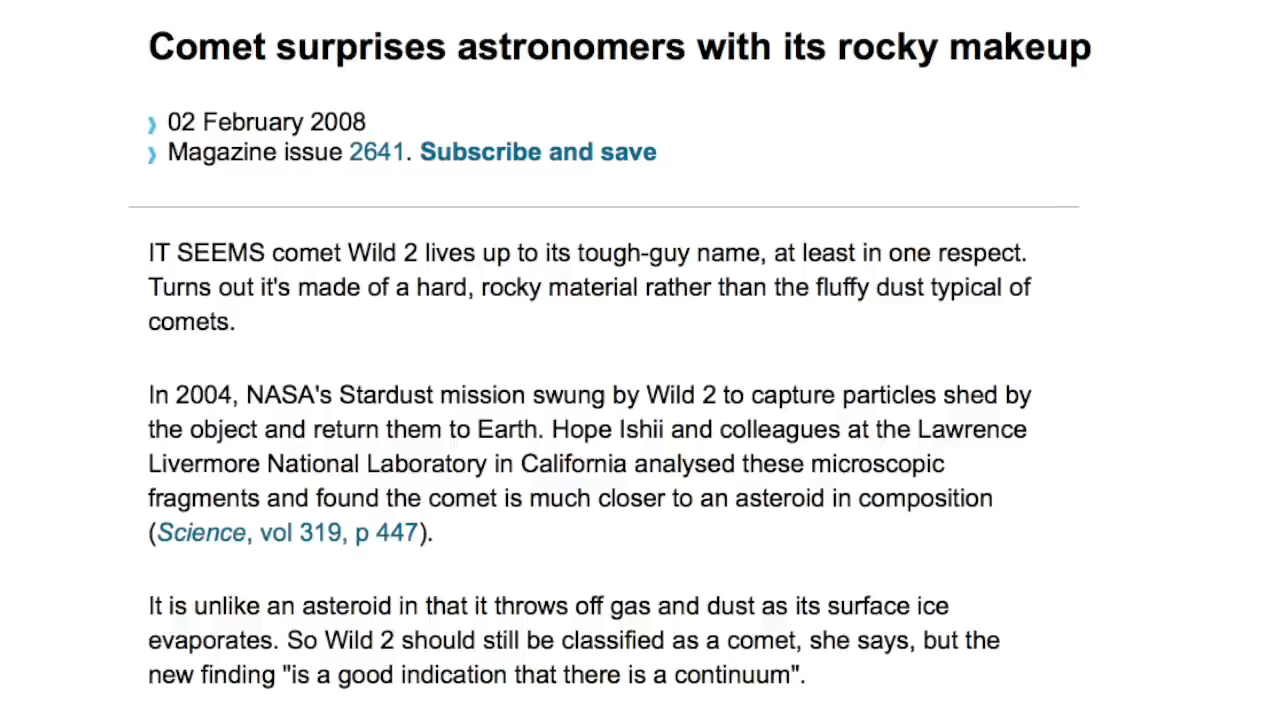 Comet surprises astronomers with its rocky makeup
02 February 2008
Magazine issue 2641. Subscribe and save
IT SEEMS comet Wild 2 lives up to its tough-guy name, at least in one respect.
Turns out it's made of a hard, rocky material rather than the fluffy dust typical of
comets.
In 2004, NASA's Stardust mission swung by Wild 2 to capture particles shed by
the object and return them to Earth. Hope Ishii and colleagues at the Lawrence
Livermore National Laboratory in California analysed these microscopic
fragments and found the comet is much closer to an asteroid in composition
(Science, vol 319, p 447).
It is unlike an asteroid in that it throws off gas and dust as its surface ice
evaporates. So Wild 2 should still be classified as a comet, she says, but the
new finding "is a good indication that there is a continuum".